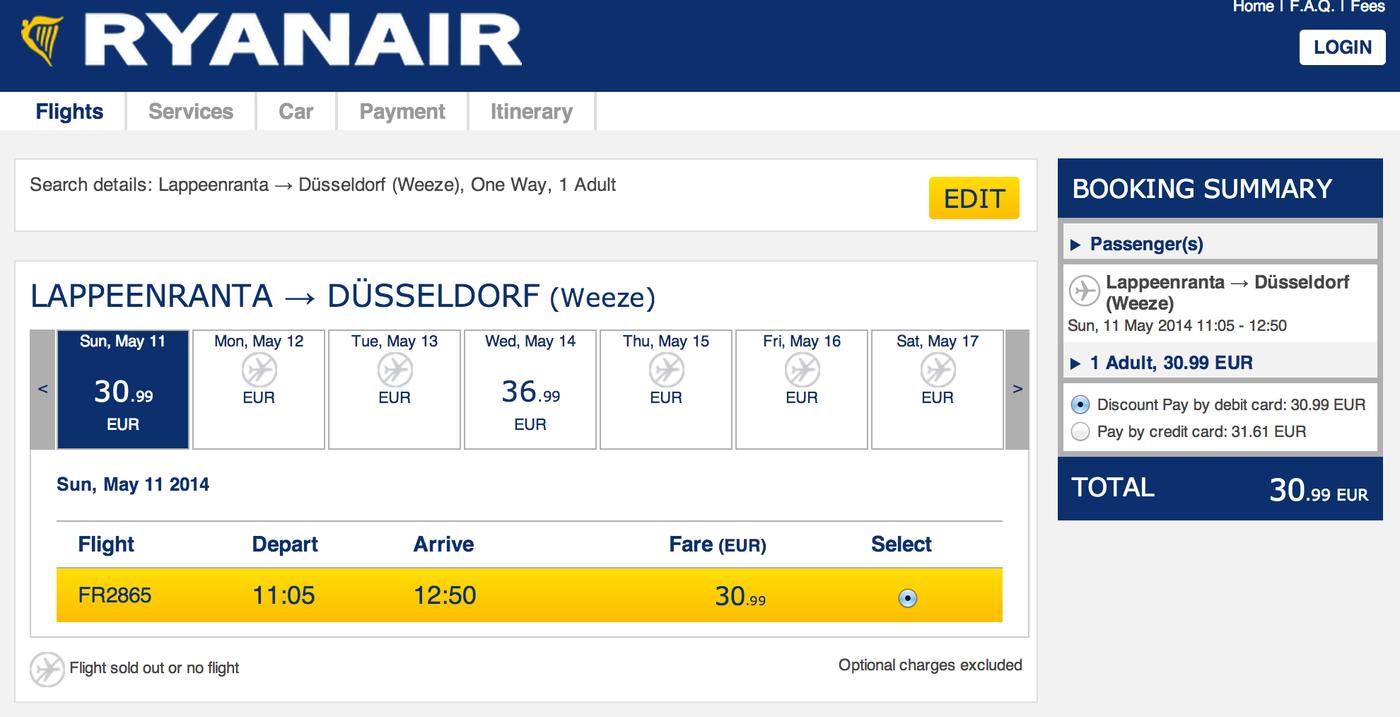 RYANAIR
Home | F.A.Q. | Fees
LOGIN
Flights
Services
Car
Payment
Itinerary
Search details: Lappeenranta → Düsseldorf (Weeze), One Way, 1 Adult
EDIT
LAPPEENRANTA → DÜSSELDORF (Weeze)
<
Sun, May 11
30.99
EUR
Mon, May 12
EUR
Tue, May 13
EUR
Wed, May 14
36.99
EUR
Thu, May 15
EUR
Fri, May 16
EUR
Sat, May 17
EUR
>
Sun, May 11 2014
Flight Depart Arrive Fare (EUR) Select
FR2865 11:05 12:50 30.99
Flight sold out or no flight
Optional charges excluded
BOOKING SUMMARY
Passenger(s)
Lappeenranta → Düsseldorf
(Weeze)
Sun, 11 May 2014 11:05 - 12:50
1 Adult, 30.99 EUR
Discount Pay by debit card: 30.99 EUR
Pay by credit card: 31.61 EUR
TOTAL 30.99 EUR